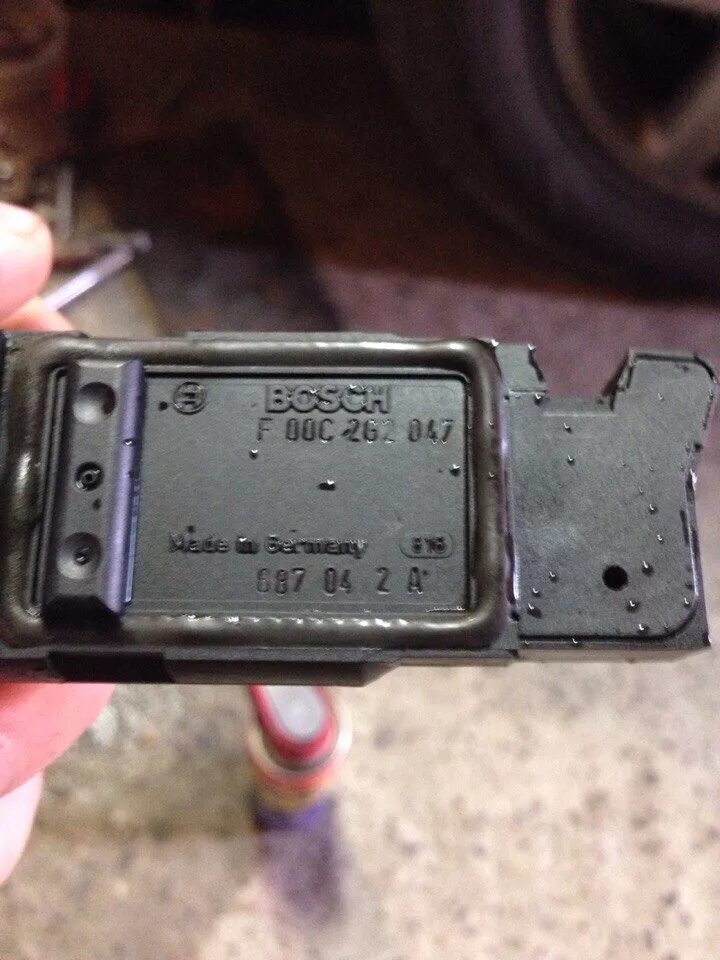 BOSCH
F 00C 2G2 047
Made in Germany
687 04 2 A